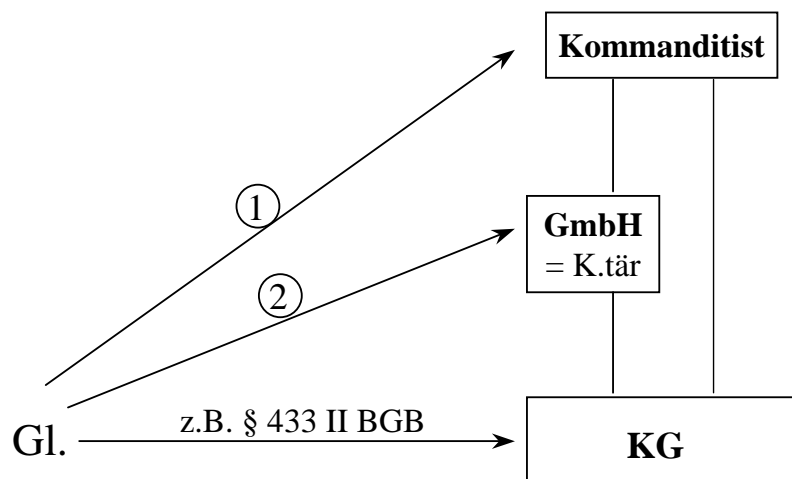 Kommanditist
1
GmbH
= K.tär
2
z.B. § 433 II BGB
Gl.
KG